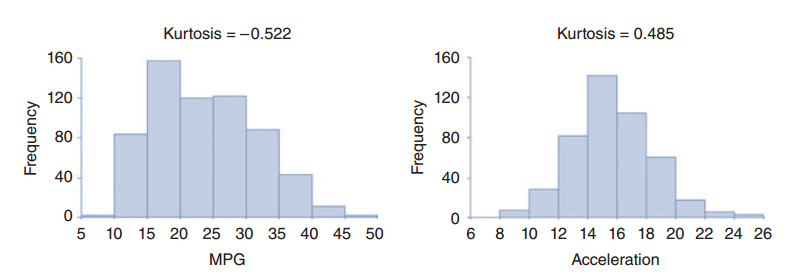 Kurtosis = −0.522
160
120
80
40
0
Frequency
5 10 15 20 25 30 35 40 45 50
MPG
Kurtosis = 0.485
160
120
80
40
0
Frequency
6 8 10 12 14 16 18 20 22 24 26
Acceleration